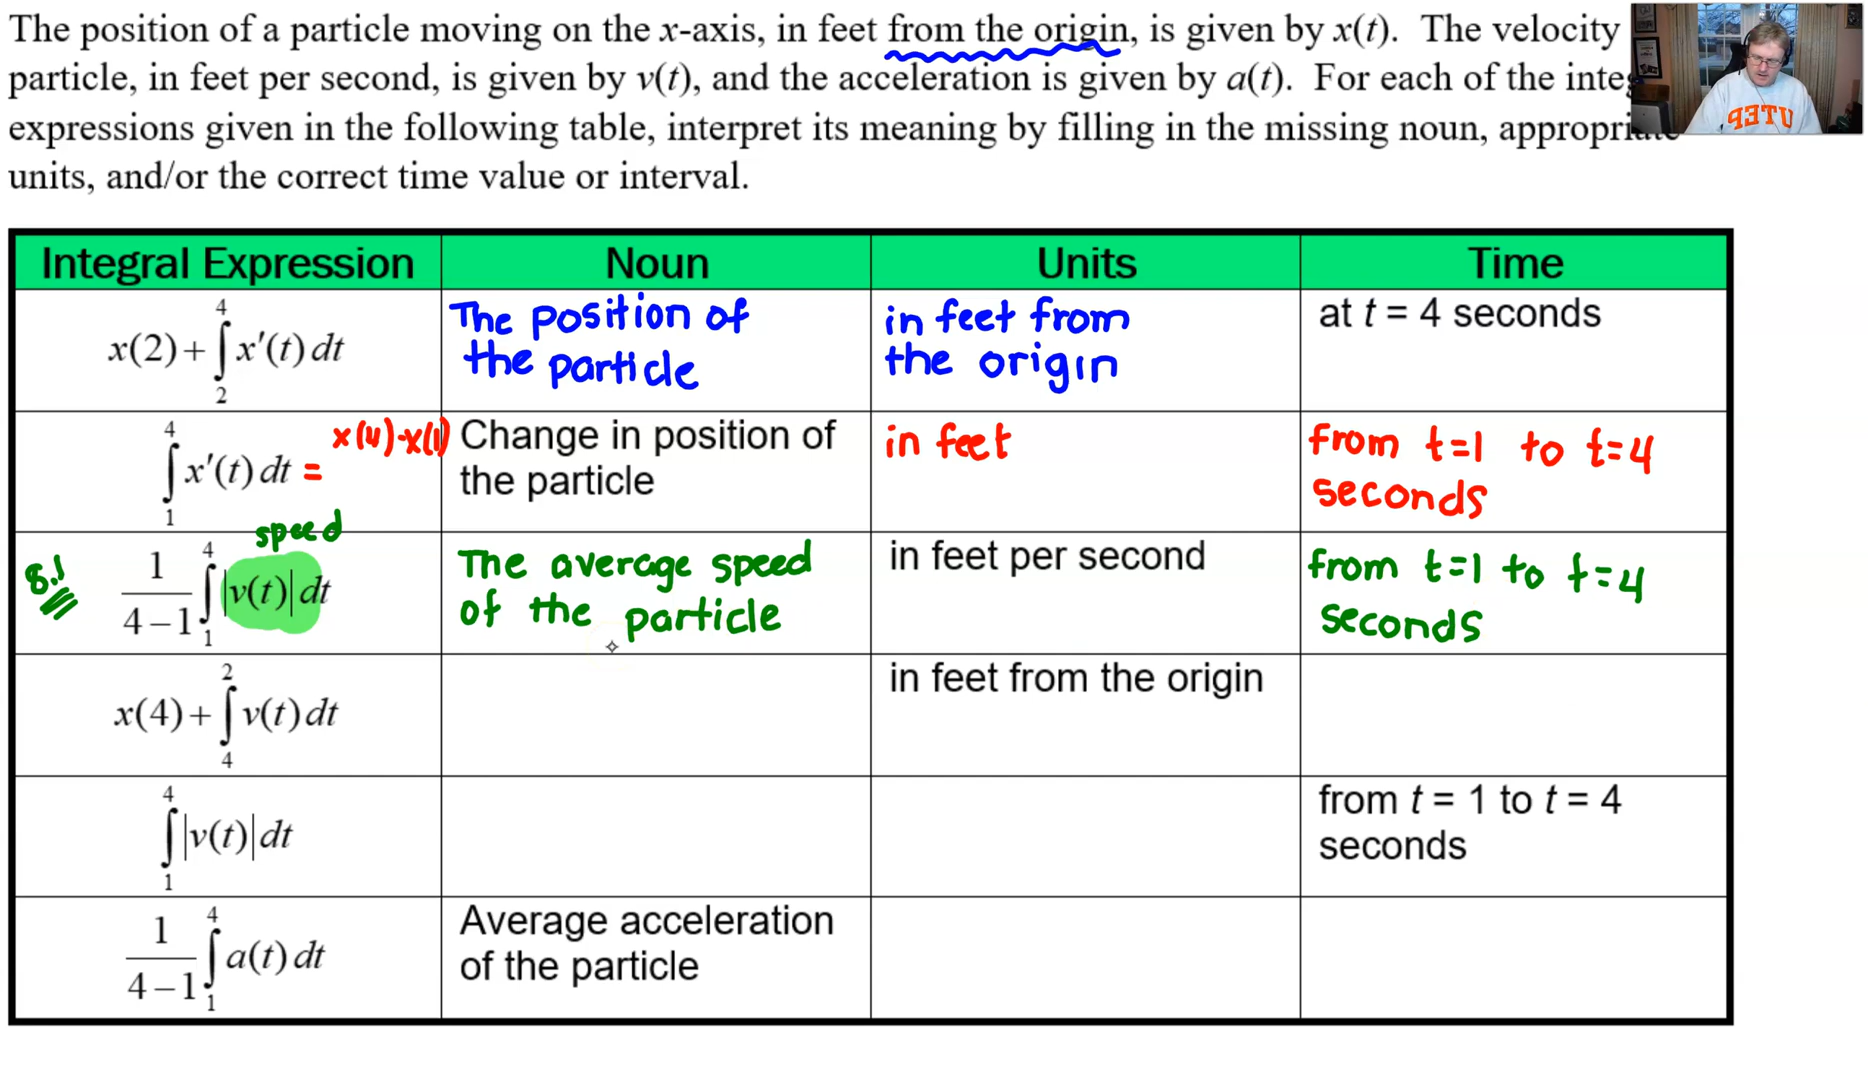 The position of a particle moving on the x-axis, in feet from the origin, is given by x(t). The velocity
particle, in feet per second, is given by v(t), and the acceleration is given by a(t). For each of the
expressions given in the following table, interpret its meaning by filling in the missing noun,
units, and/or the correct time value or interval.
Integral Expression Noun Units Time
x(2) + ∫₂⁴ x′(t) dt
The position of
the particle
in feet from
the origin
at t = 4 seconds
∫₁⁴ x′(t) dt = x(4)-x(1)
Change in position of
the particle
in feet
from t=1 to t=4
seconds
8.1
speed
1/(4−1) ∫₁⁴ |v(t)| dt
The average speed
of the particle
in feet per second
from t=1 to t=4
seconds
x(4) + ∫₄² v(t) dt
in feet from the origin
∫₁⁴ |v(t)| dt
from t = 1 to t = 4
seconds
1/(4−1) ∫₁⁴ a(t) dt
Average acceleration
of the particle
UTEP